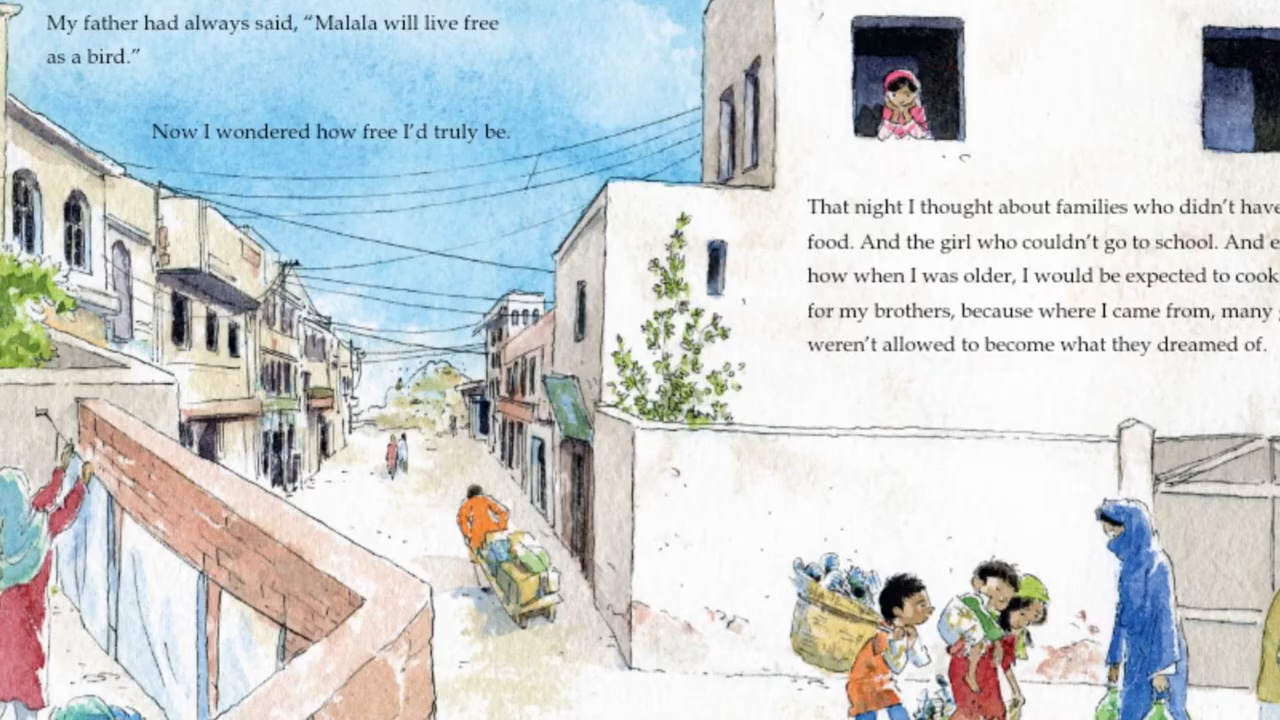 My father had always said, “Malala will live free
as a bird.”
Now I wondered how free I’d truly be.
That night I thought about families who didn’t have
food. And the girl who couldn’t go to school. And
how when I was older, I would be expected to cook
for my brothers, because where I came from, many
weren’t allowed to become what they dreamed of.